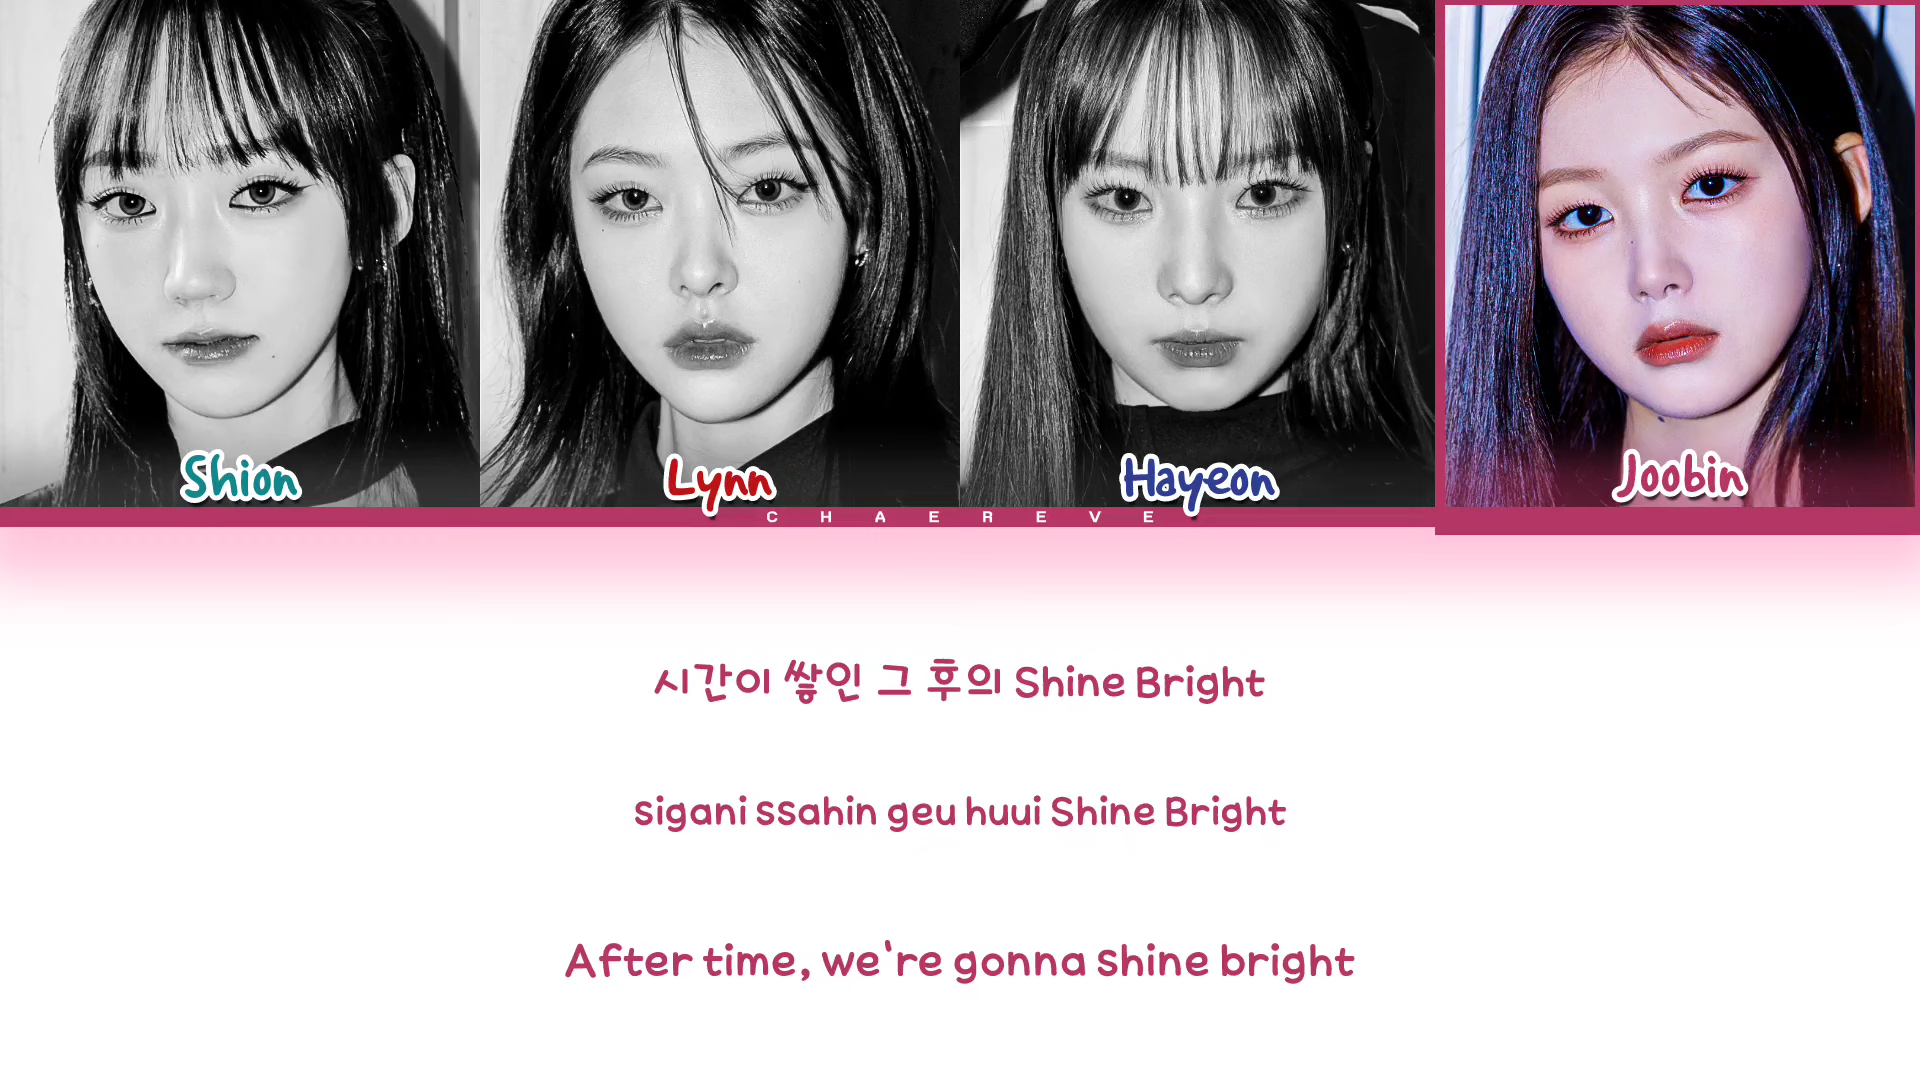 Shion
Lynn
Hayeon
Joobin
CHAEREVE
시간이 쌓인 그 후의 Shine Bright
sigani ssahin geu huui Shine Bright
After time, we're gonna shine bright